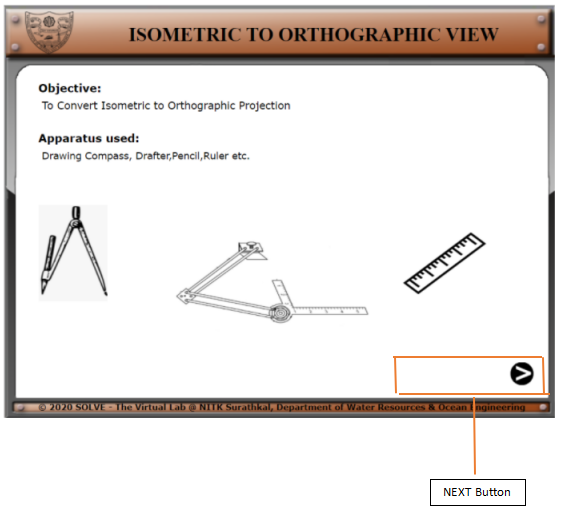 ISOMETRIC TO ORTHOGRAPHIC VIEW
Objective:
To Convert Isometric to Orthographic Projection
Apparatus used:
Drawing Compass, Drafter,Pencil,Ruler etc.
© 2020 SOLVE - The Virtual Lab @ NITK Surathkal, Department of Water Resources & Ocean Engineering
NEXT Button